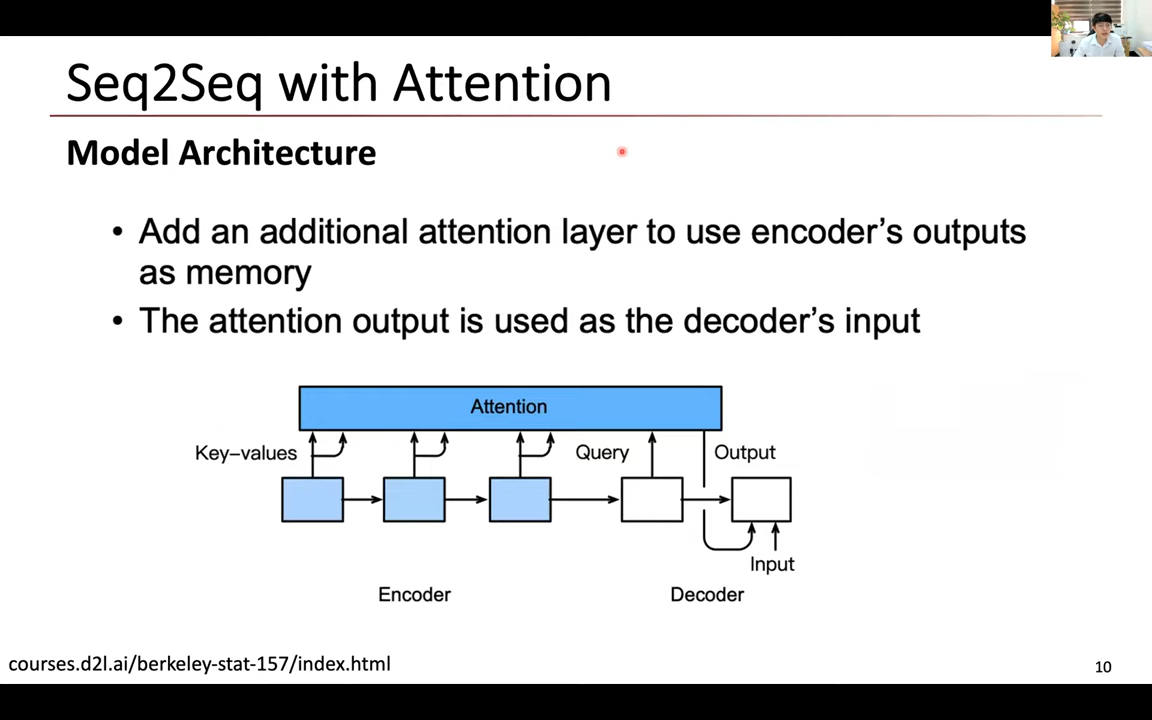 Seq2Seq with Attention
Model Architecture
• Add an additional attention layer to use encoder’s outputs
as memory
• The attention output is used as the decoder’s input
Attention
Key–values
Query
Output
Input
Encoder
Decoder
courses.d2l.ai/berkeley-stat-157/index.html
10